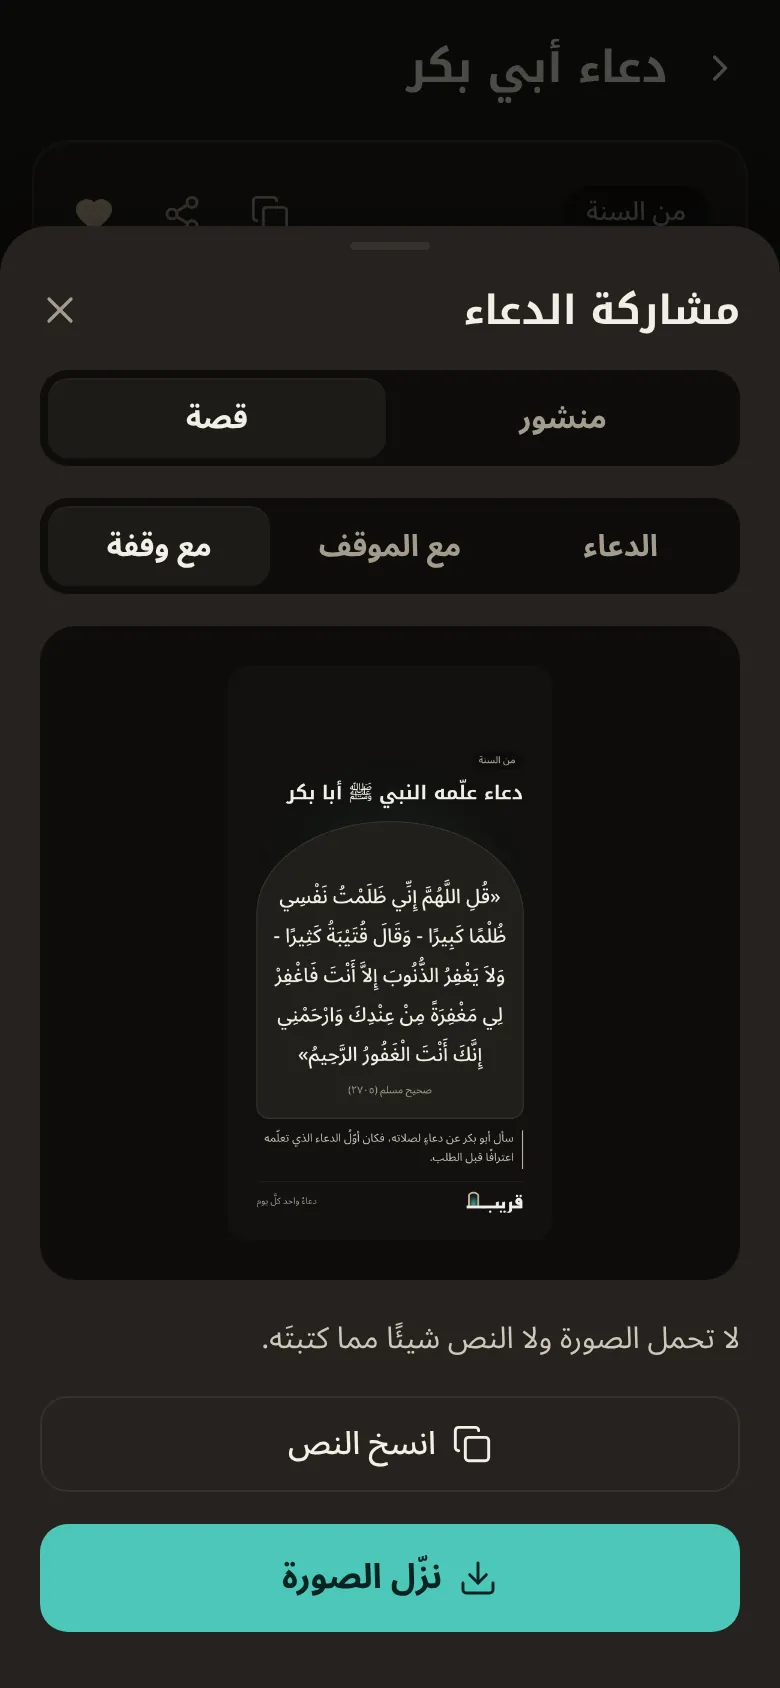 دعاء أبي بكر
من السنة
مشاركة الدعاء
منشور
قصة
الدعاء
مع الموقف
مع وقفة
من السنة
دعاء علّمه النبي ﷺ أبا بكر
«قُلِ اللَّهُمَّ إِنِّي ظَلَمْتُ نَفْسِي
ظُلْمًا كَبِيرًا - وَقَالَ قُتَيْبَةُ كَثِيرًا -
وَلاَ يَغْفِرُ الذُّنُوبَ إِلاَّ أَنْتَ فَاغْفِرْ
لِي مَغْفِرَةً مِنْ عِنْدِكَ وَارْحَمْنِي
إِنَّكَ أَنْتَ الْغَفُورُ الرَّحِيمُ»
صحيح مسلم (٢٧٠٥)
سأل أبو بكر عن دعاءٍ لصلاته، فكان أوّلُ الدعاء الذي تعلّمه
اعترافًا قبل الطلب.
قريب
دعاءٌ واحد كلَّ يوم
لا تحمل الصورة ولا النص شيئًا مما كتبتَه.
انسخ النص
نزّل الصورة